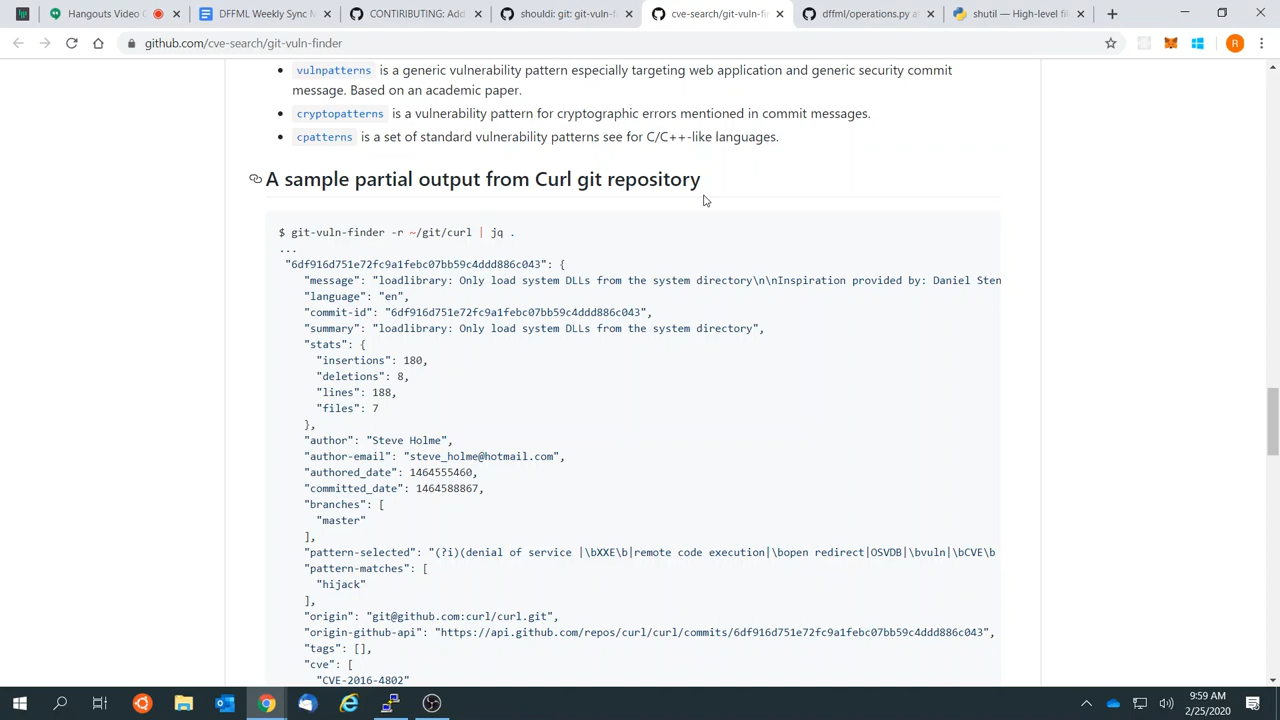 Hangouts Video C
DFFML Weekly Sync M
CONTIRIBUTING: Add
shouldi: git: git-vuln-f
cve-search/git-vuln-finder
dffml/operations.py a
shutil — High-level fi
github.com/cve-search/git-vuln-finder
R
vulnpatterns is a generic vulnerability pattern especially targeting web application and generic security commit
message. Based on an academic paper.
cryptopatterns is a vulnerability pattern for cryptographic errors mentioned in commit messages.
cpatterns is a set of standard vulnerability patterns see for C/C++-like languages.
A sample partial output from Curl git repository
$ git-vuln-finder -r ~/git/curl | jq .
...
"6df916d751e72fc9a1febc07bb59c4ddd886c043": {
"message": "loadlibrary: Only load system DLLs from the system directory\n\nInspiration provided by: Daniel Sten
"language": "en",
"commit-id": "6df916d751e72fc9a1febc07bb59c4ddd886c043",
"summary": "loadlibrary: Only load system DLLs from the system directory",
"stats": {
"insertions": 180,
"deletions": 8,
"lines": 188,
"files": 7
},
"author": "Steve Holme",
"author-email": "steve_holme@hotmail.com",
"authored_date": 1464555460,
"committed_date": 1464588867,
"branches": [
"master"
],
"pattern-selected": "(?i)(denial of service |\bXXE\b|remote code execution|\bopen redirect|OSVDB|\bvuln|\bCVE\b
"pattern-matches": [
"hijack"
],
"origin": "git@github.com:curl/curl.git",
"origin-github-api": "https://api.github.com/repos/curl/curl/commits/6df916d751e72fc9a1febc07bb59c4ddd886c043",
"tags": [],
"cve": [
"CVE-2016-4802"
9:59 AM
2/25/2020